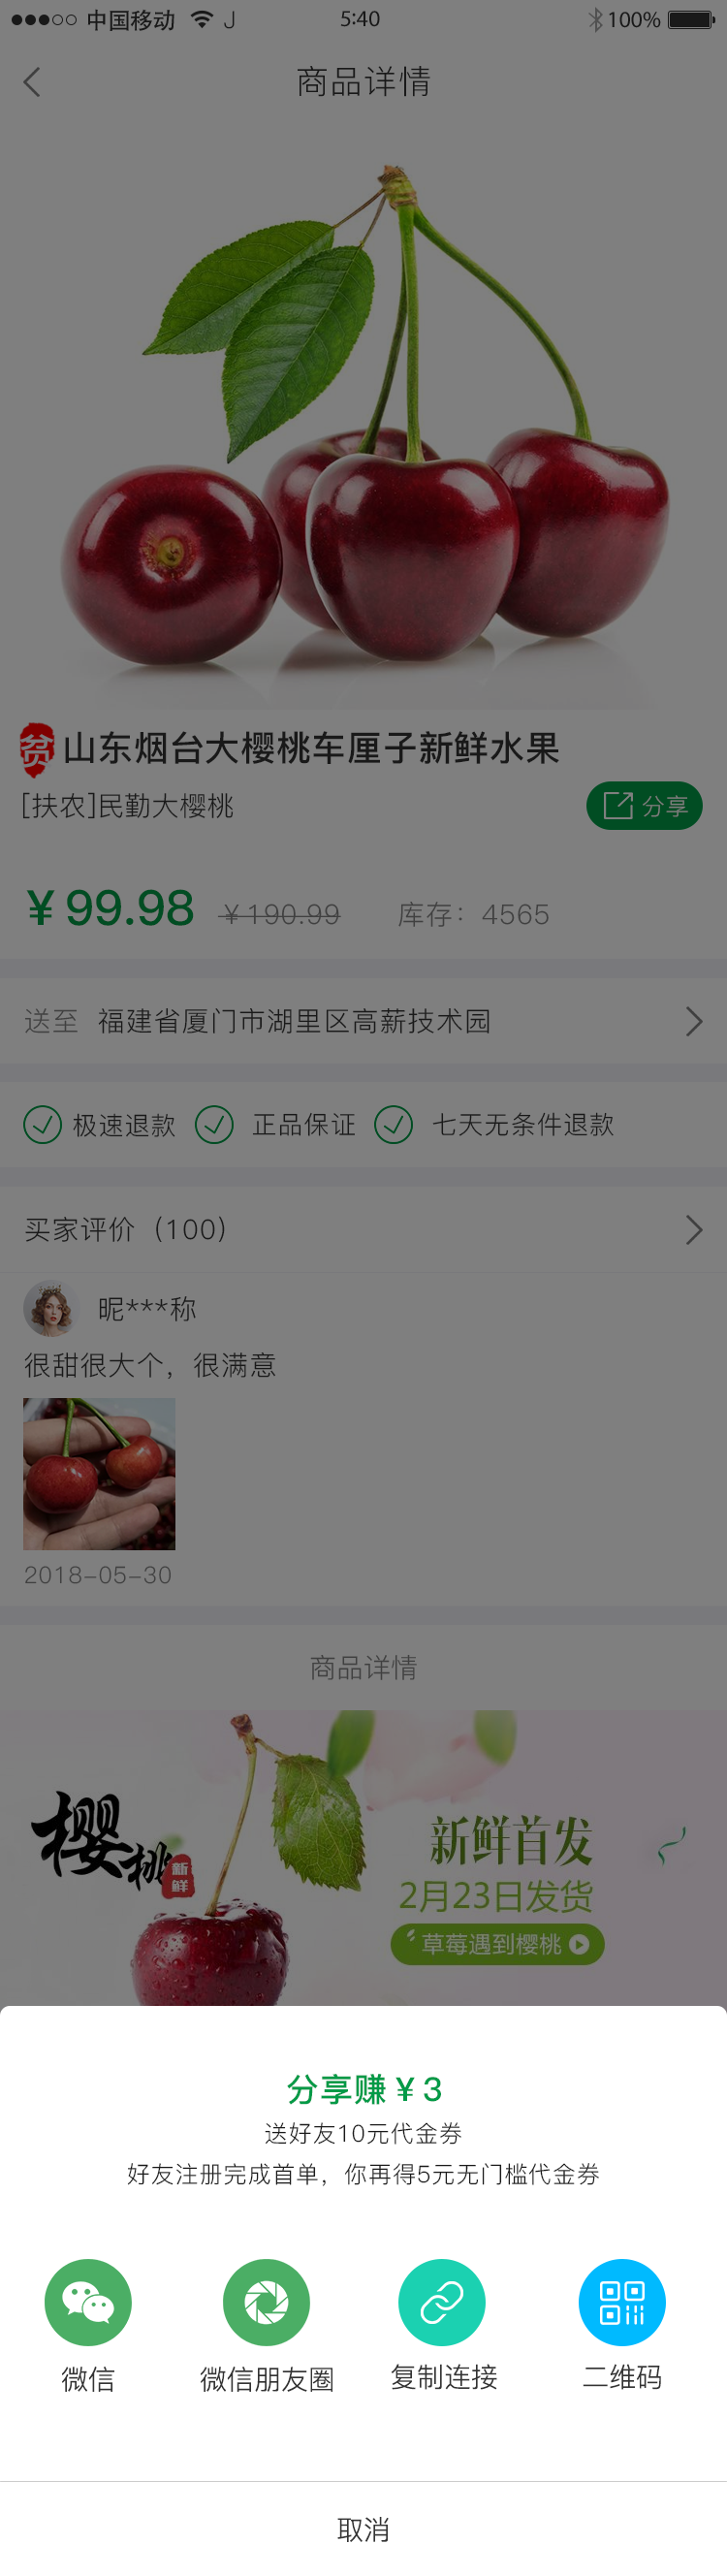 中国移动 5:40 100%
商品详情
贫 山东烟台大樱桃车厘子新鲜水果
[扶农]民勤大樱桃 分享
¥99.98 ¥190.99 库存：4565
送至 福建省厦门市湖里区高薪技术园
极速退款 正品保证 七天无条件退款
买家评价（100）
昵***称
很甜很大个，很满意
2018-05-30
商品详情
樱桃
新鲜
新鲜首发
2月23日发货
草莓遇到樱桃
分享赚¥3
送好友10元代金券
好友注册完成首单，你再得5元无门槛代金券
微信 微信朋友圈 复制连接 二维码
取消